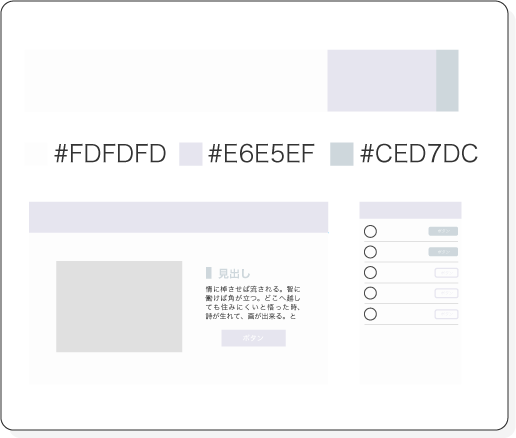 #FDFDFD
#E6E5EF
#CED7DC
見出し
情に棹させば流される。智に
働けば角が立つ。どこへ越し
ても住みにくいと悟った時、
詩が生れて、画が出来る。と
ボタン